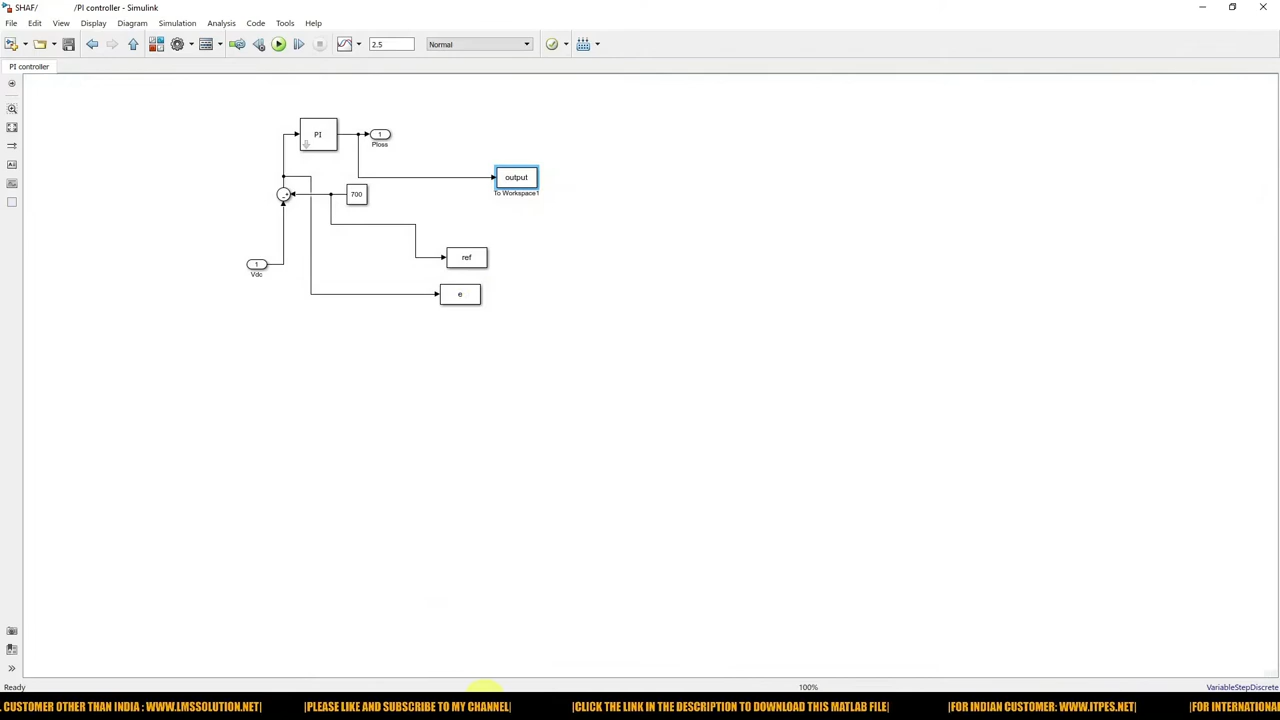 SHAF/ /PI controller - Simulink
File Edit View Display Diagram Simulation Analysis Code Tools Help
2.5 Normal
PI controller
PI
1
Ploss
output
To Workspace1
700
ref
1
Vdc
e
Ready 100% VariableStepDiscrete
CUSTOMER OTHER THAN INDIA : WWW.LMSSOLUTION.NET| |PLEASE LIKE AND SUBSCRIBE TO MY CHANNEL| |CLICK THE LINK IN THE DESCRIPTION TO DOWNLOAD THIS MATLAB FILE| |FOR INDIAN CUSTOMER: WWW.ITPES.NET| |FOR INTERNATIONAL